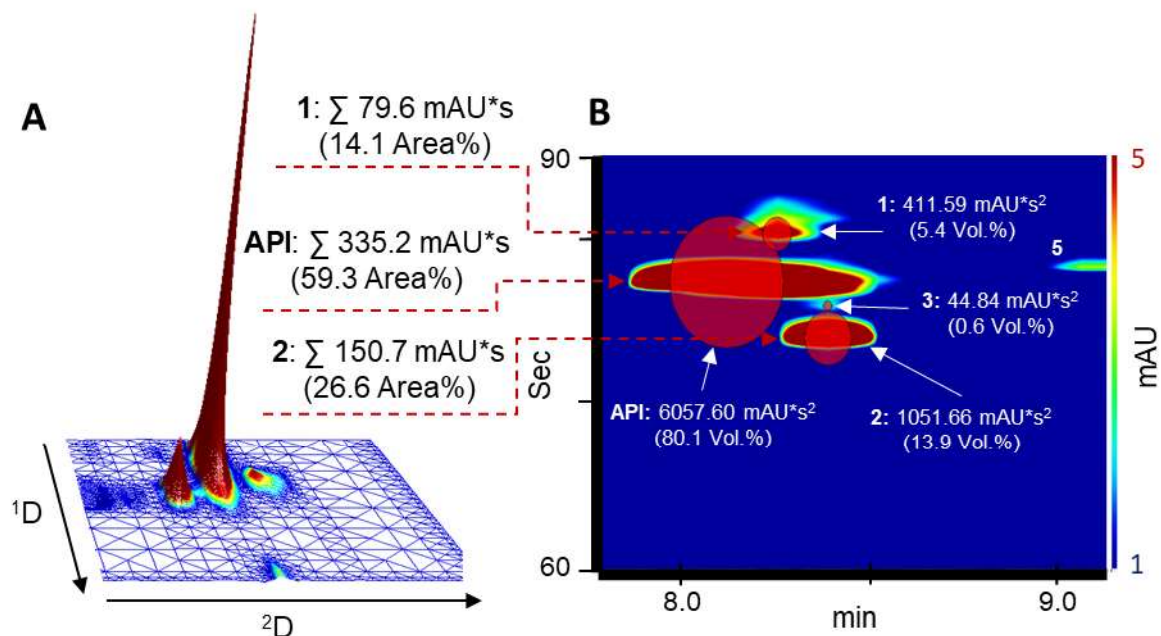 A
1: ∑ 79.6 mAU*s
(14.1 Area%)
API: ∑ 335.2 mAU*s
(59.3 Area%)
2: ∑ 150.7 mAU*s
(26.6 Area%)
¹D
²D
B
90
Sec
60
1: 411.59 mAU*s²
(5.4 Vol.%)
5
3: 44.84 mAU*s²
(0.6 Vol.%)
API: 6057.60 mAU*s²
(80.1 Vol.%)
2: 1051.66 mAU*s²
(13.9 Vol.%)
8.0
min
9.0
5
mAU
1